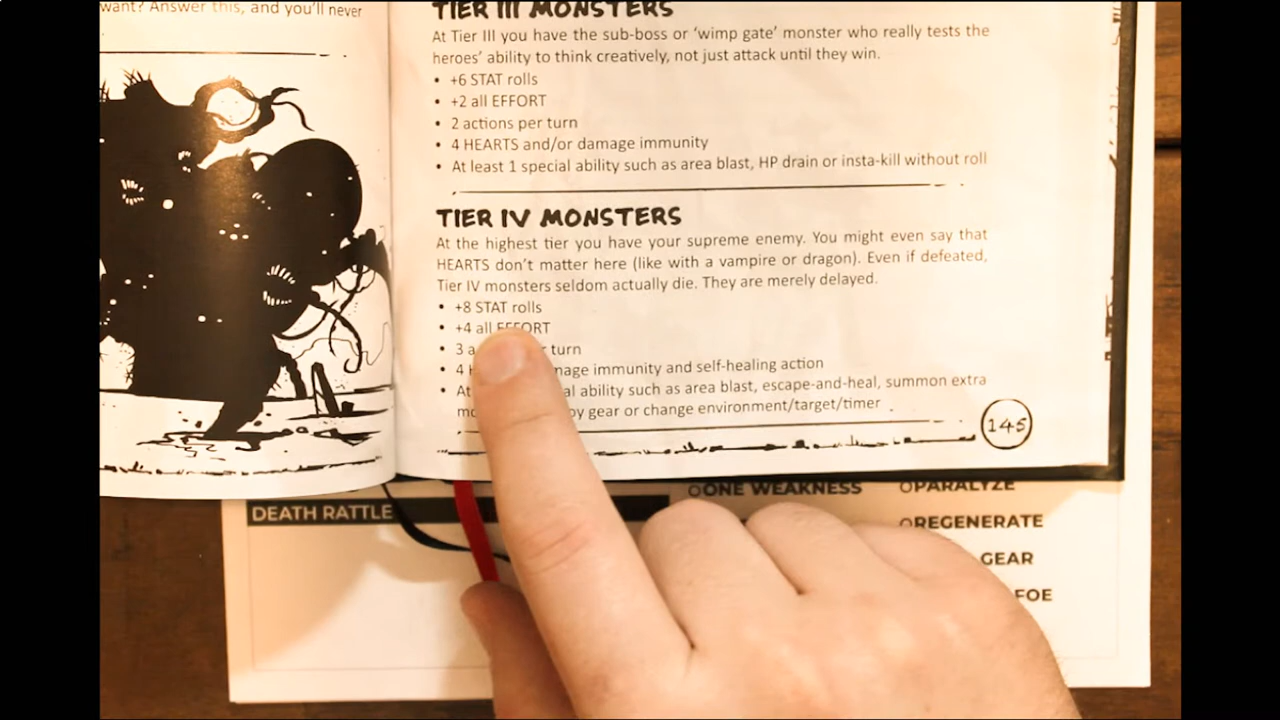 want? Answer this, and you'll never
TIER III MONSTERS
At Tier III you have the sub-boss or 'wimp gate' monster who really tests the
heroes' ability to think creatively, not just attack until they win.
• +6 STAT rolls
• +2 all EFFORT
• 2 actions per turn
• 4 HEARTS and/or damage immunity
• At least 1 special ability such as area blast, HP drain or insta-kill without roll
TIER IV MONSTERS
At the highest tier you have your supreme enemy. You might even say that
HEARTS don't matter here (like with a vampire or dragon). Even if defeated,
Tier IV monsters seldom actually die. They are merely delayed.
• +8 STAT rolls
• +4 all EFFORT
• 3 turn
• 4 immunity and self-healing action
• At ability such as area blast, escape-and-heal, summon extra
gear or change environment/target/timer
145
DEATH RATTLE
ONE WEAKNESS
PARALYZE
REGENERATE
GEAR
FOE